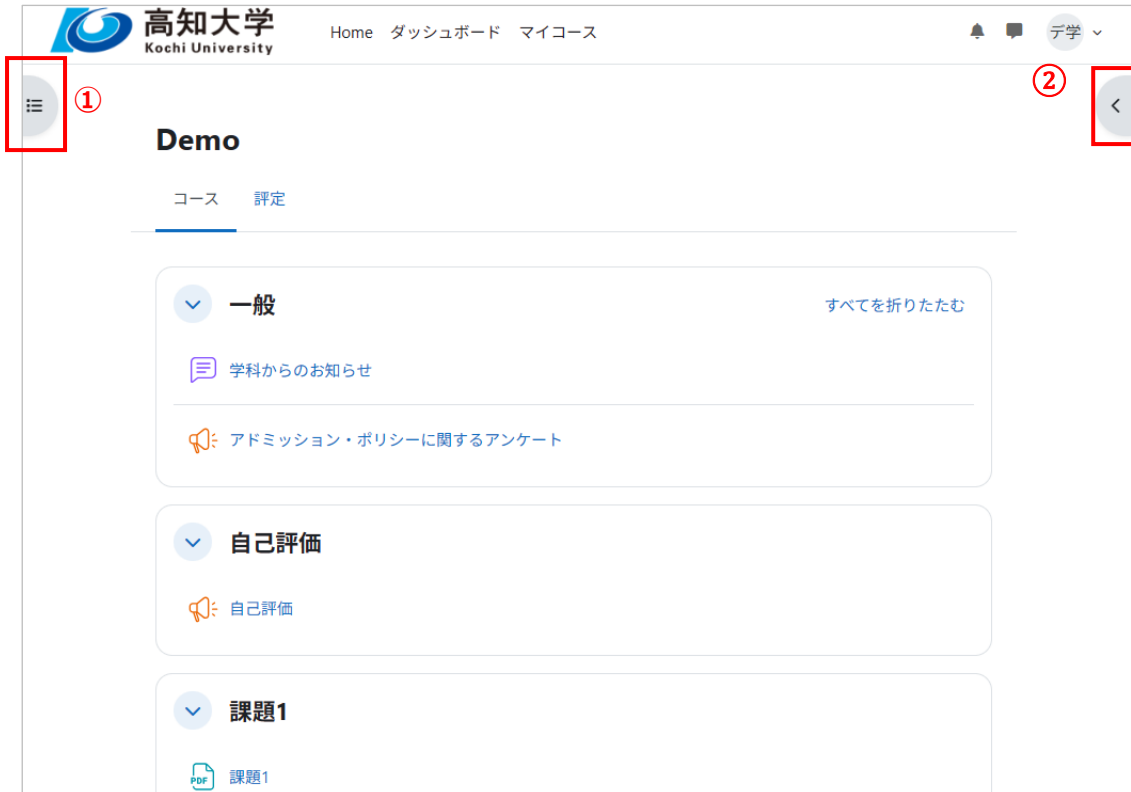 高知大学
Kochi University
Home ダッシュボード マイコース
デ学
①
②
Demo
コース 評定
一般
すべてを折りたたむ
学科からのお知らせ
アドミッション・ポリシーに関するアンケート
自己評価
自己評価
課題1
PDF 課題1